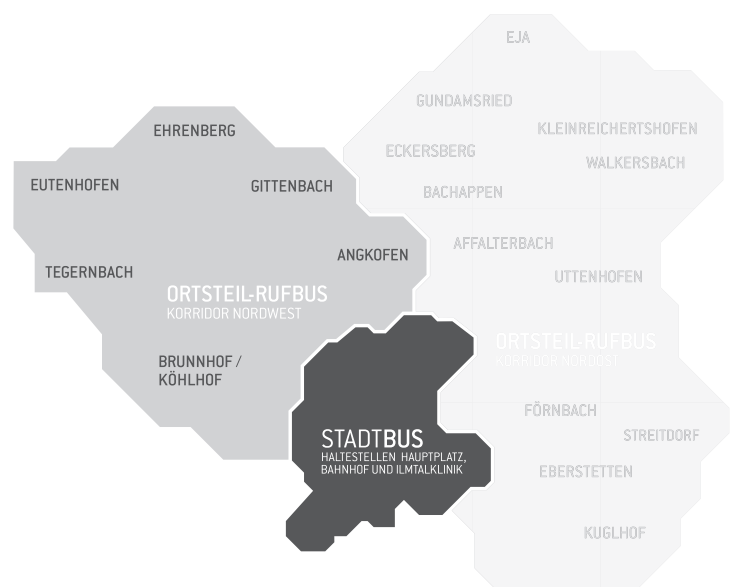 EJA
GUNDAMSRIED
KLEINREICHERTSHOFEN
EHRENBERG
ECKERSBERG
WALKERSBACH
EUTENHOFEN
GITTENBACH
BACHAPPEN
ANGKOFEN
AFFALTERBACH
TEGERNBACH
UTTENHOFEN
ORTSTEIL-RUFBUS
KORRIDOR NORDWEST
ORTSTEIL-RUFBUS
KORRIDOR NORDOST
BRUNNHOF /
KÖHLHOF
FÖRNBACH
STREITDORF
STADTBUS
HALTESTELLEN HAUPTPLATZ,
BAHNHOF UND ILMTALKLINIK
EBERSTETTEN
KUGLHOF